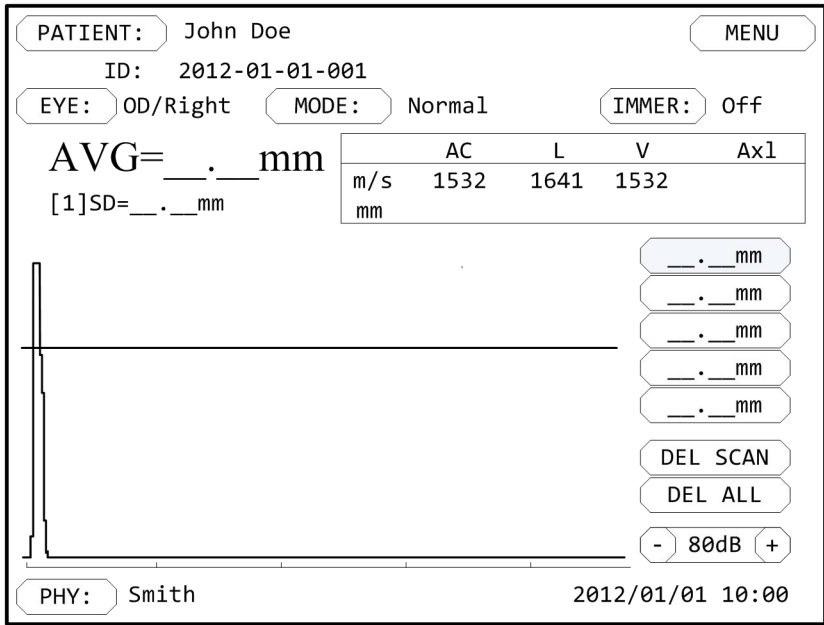 PATIENT: John Doe MENU
ID: 2012-01-01-001
EYE: OD/Right MODE: Normal IMMER: Off
AVG=__.__mm
[1]SD=__.__mm
AC L V Axl
m/s 1532 1641 1532
mm
__.__mm
__.__mm
__.__mm
__.__mm
__.__mm
DEL SCAN
DEL ALL
- 80dB +
PHY: Smith 2012/01/01 10:00